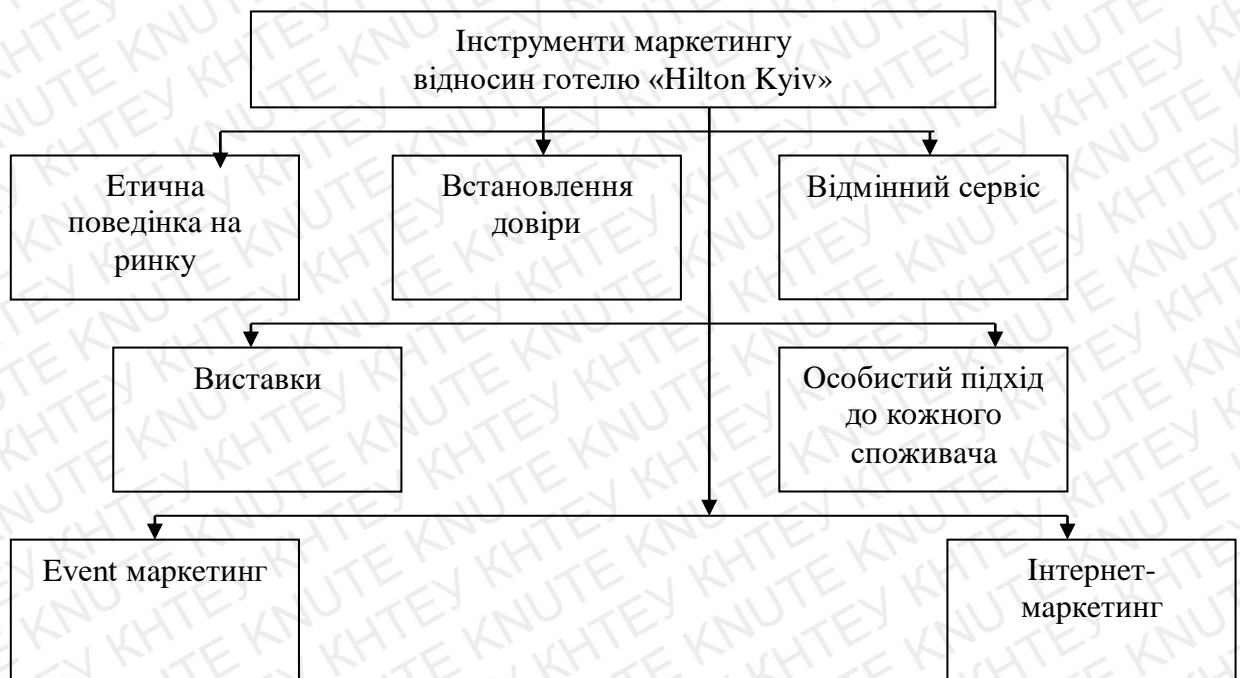 Інструменти маркетингу
відносин готелю «Hilton Kyiv»
Етична
поведінка на
ринку
Встановлення
довіри
Відмінний сервіс
Виставки
Особистий підхід
до кожного
споживача
Event маркетинг
Інтернет-
маркетинг